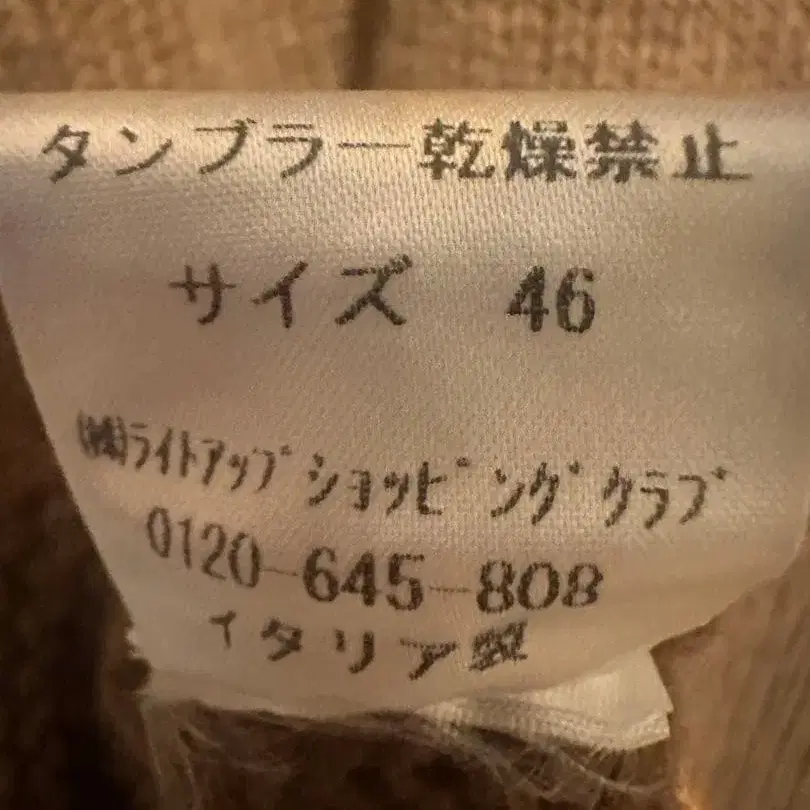 タンブラー乾燥禁止
サイズ 46
㈱ﾗｲﾄｱｯﾌﾟ ｼｮｯﾋﾟﾝｸﾞ ｸﾗﾌﾞ
0120-645-808
イタリア製